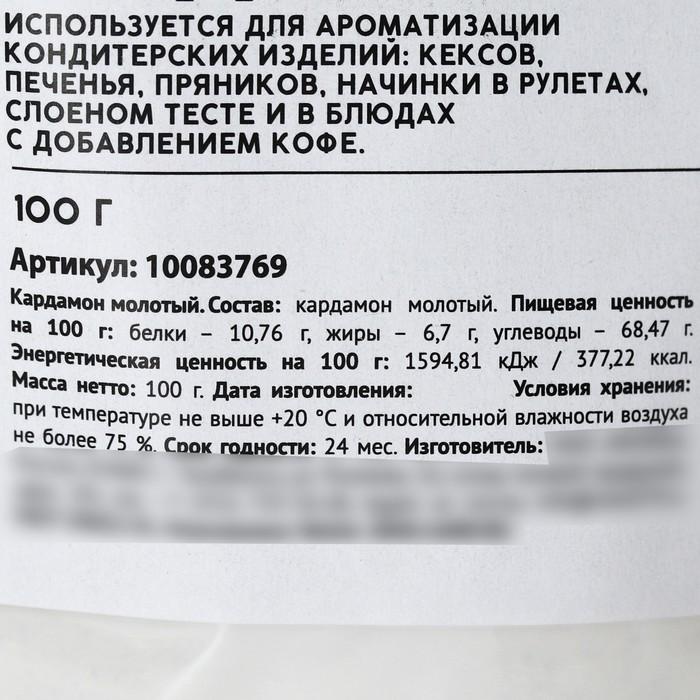 ИСПОЛЬЗУЕТСЯ ДЛЯ АРОМАТИЗАЦИИ
КОНДИТЕРСКИХ ИЗДЕЛИЙ: КЕКСОВ,
ПЕЧЕНЬЯ, ПРЯНИКОВ, НАЧИНКИ В РУЛЕТАХ,
СЛОЕНОМ ТЕСТЕ И В БЛЮДАХ
С ДОБАВЛЕНИЕМ КОФЕ.
100 Г
Артикул: 10083769
Кардамон молотый. Состав: кардамон молотый. Пищевая ценность
на 100 г: белки – 10,76 г, жиры – 6,7 г, углеводы – 68,47 г.
Энергетическая ценность на 100 г: 1594,81 кДж / 377,22 ккал.
Масса нетто: 100 г. Дата изготовления: Условия хранения:
при температуре не выше +20 °С и относительной влажности воздуха
не более 75 %. Срок годности: 24 мес. Изготовитель: